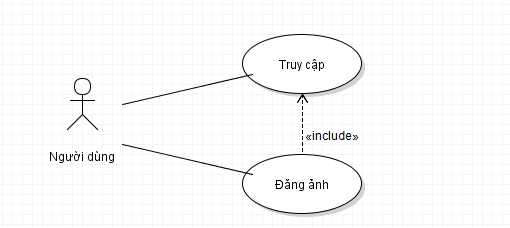 Truy cập
«include»
Người dùng
Đăng ảnh